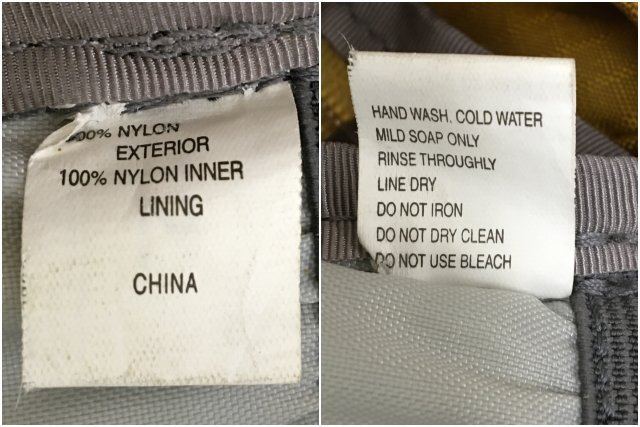 100% NYLON
EXTERIOR
100% NYLON INNER
LINING
CHINA
HAND WASH. COLD WATER
MILD SOAP ONLY
RINSE THROUGHLY
LINE DRY
DO NOT IRON
DO NOT DRY CLEAN
DO NOT USE BLEACH